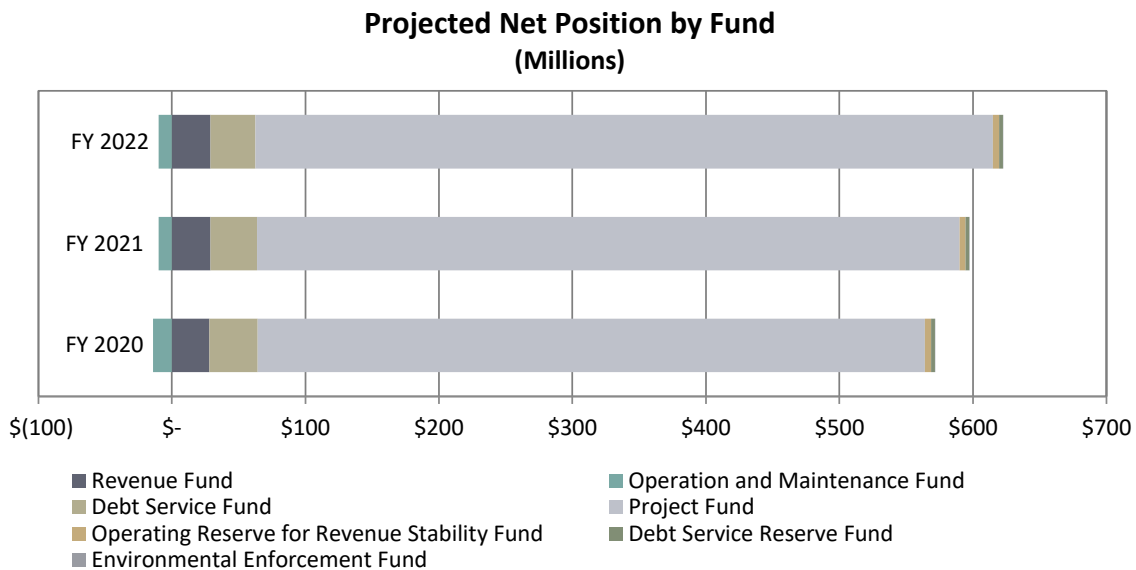 Projected Net Position by Fund
(Millions)
FY 2022
FY 2021
FY 2020
$(100) $- $100 $200 $300 $400 $500 $600 $700
Revenue Fund Operation and Maintenance Fund
Debt Service Fund Project Fund
Operating Reserve for Revenue Stability Fund Debt Service Reserve Fund
Environmental Enforcement Fund